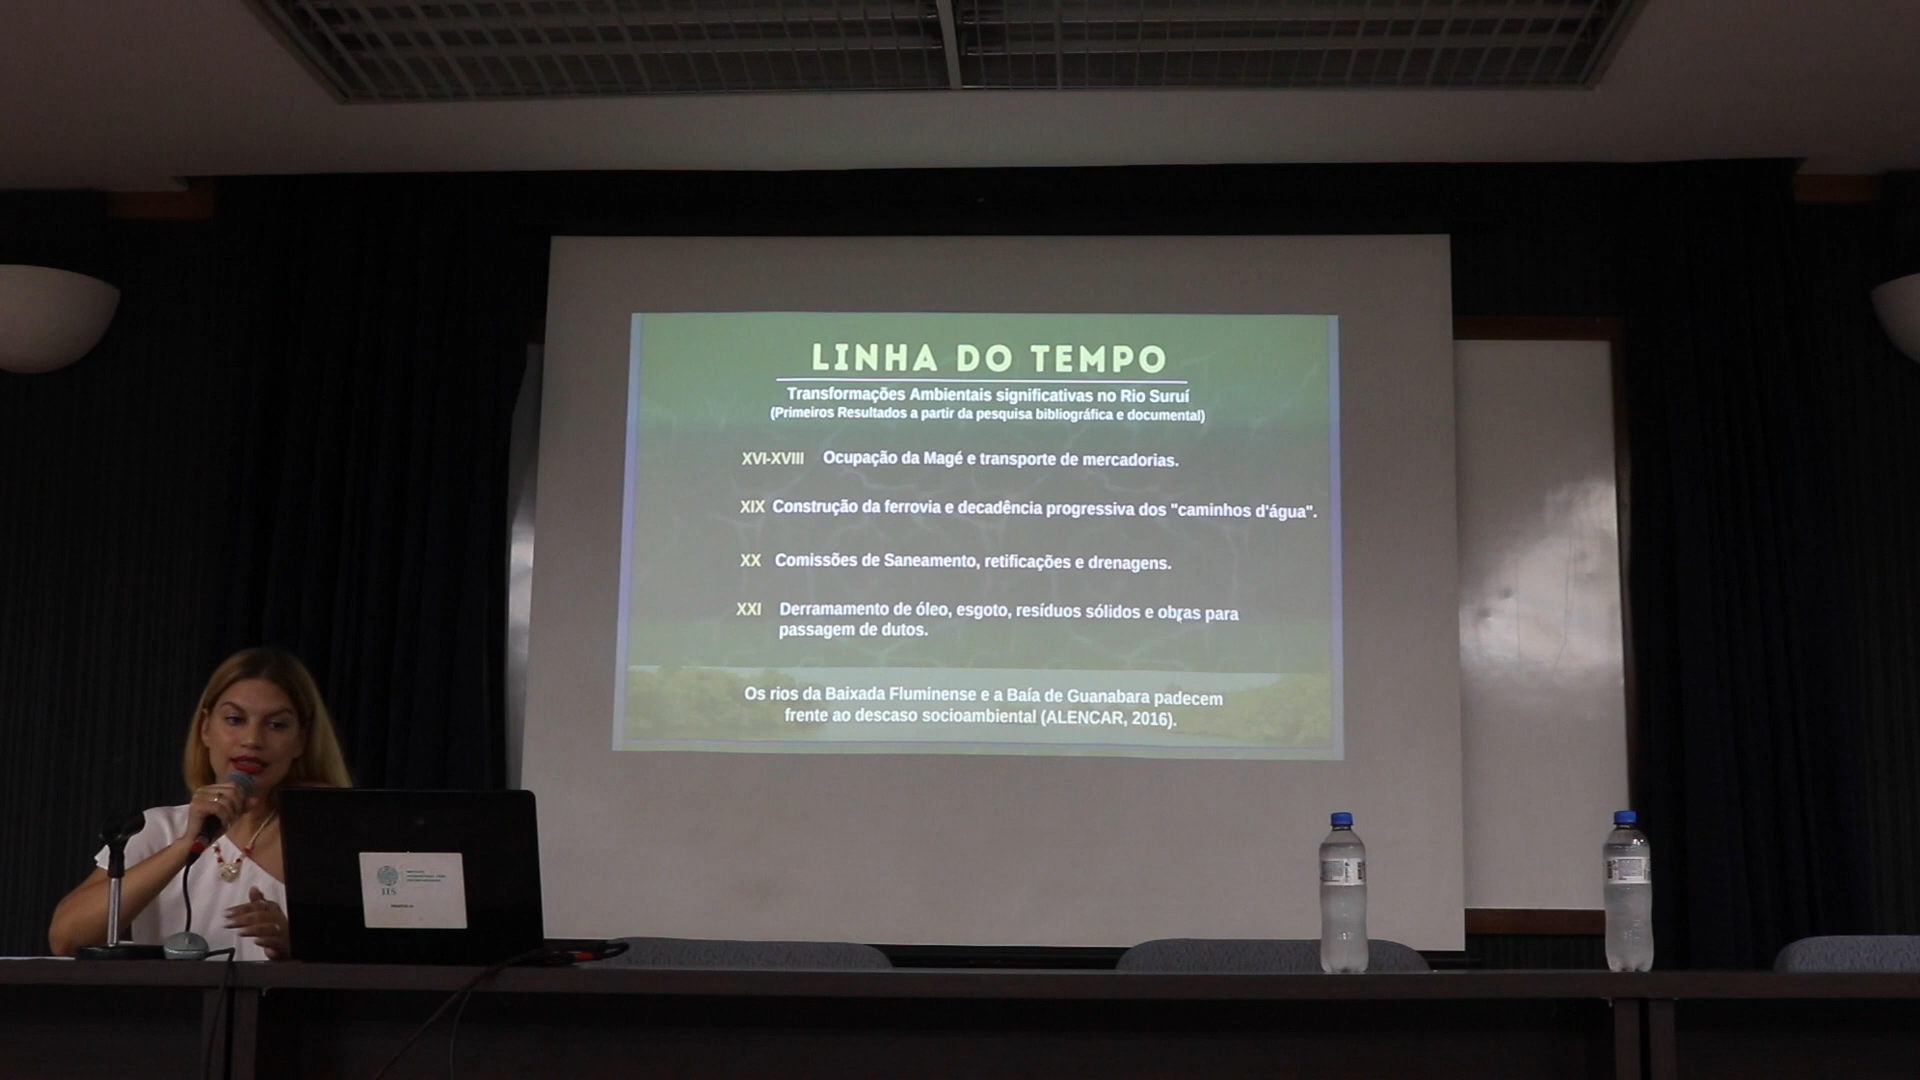 LINHA DO TEMPO
Transformações Ambientais significativas no Rio Suruí
(Primeiros Resultados a partir da pesquisa bibliográfica e documental)
XVI-XVIII Ocupação da Magé e transporte de mercadorias.
XIX Construção da ferrovia e decadência progressiva dos "caminhos d'água".
XX Comissões de Saneamento, retificações e drenagens.
XXI Derramamento de óleo, esgoto, resíduos sólidos e obras para
passagem de dutos.
Os rios da Baixada Fluminense e a Baía de Guanabara padecem
frente ao descaso socioambiental (ALENCAR, 2016).
IIS